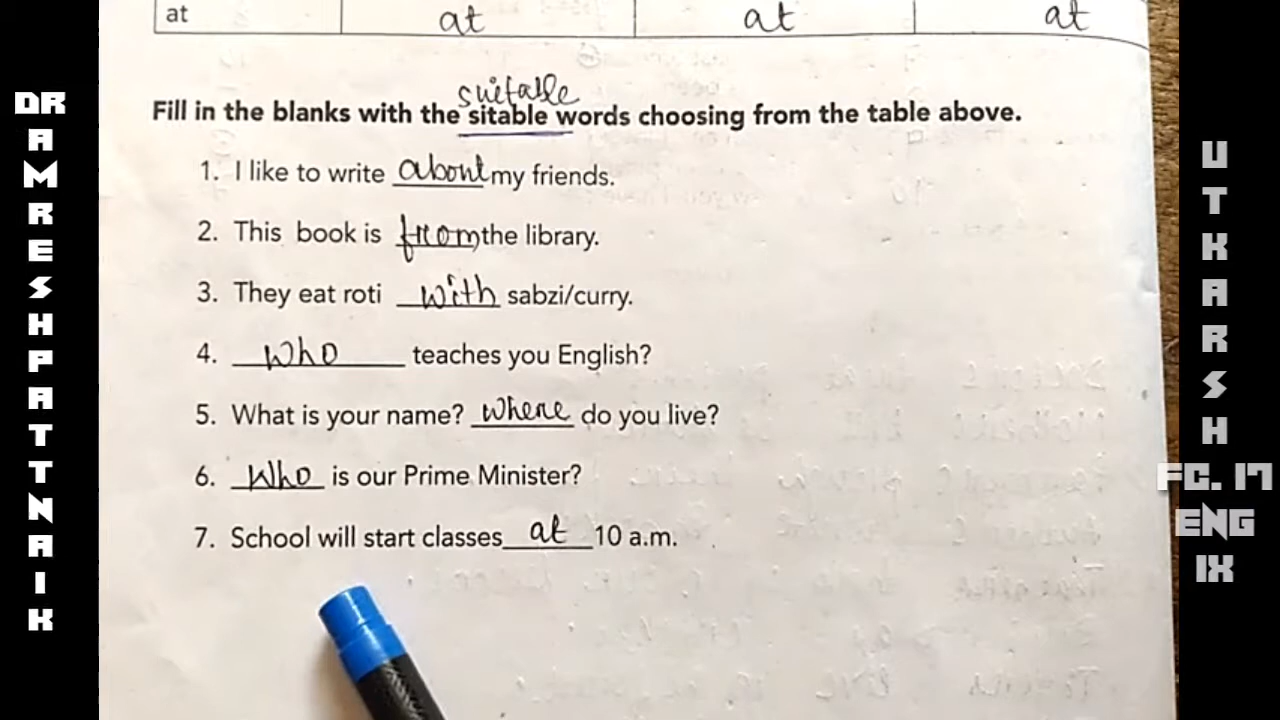 at at at at
suitable
Fill in the blanks with the sitable words choosing from the table above.
1. I like to write about my friends.
2. This book is from the library.
3. They eat roti with sabzi/curry.
4. Who teaches you English?
5. What is your name? where do you live?
6. Who is our Prime Minister?
7. School will start classes at 10 a.m.
DR AMRESH PATTNAIK
UTKARSH
FC. 17
ENG
IX